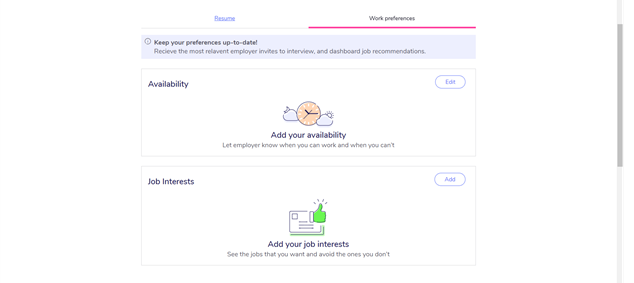 Resume
Work preferences
Keep your preferences up-to-date!
Recieve the most relavent employer invites to interview, and dashboard job recommendations.
Availability
Edit
Add your availability
Let employer know when you can work and when you can't
Job Interests
Add
Add your job interests
See the jobs that you want and avoid the ones you don't